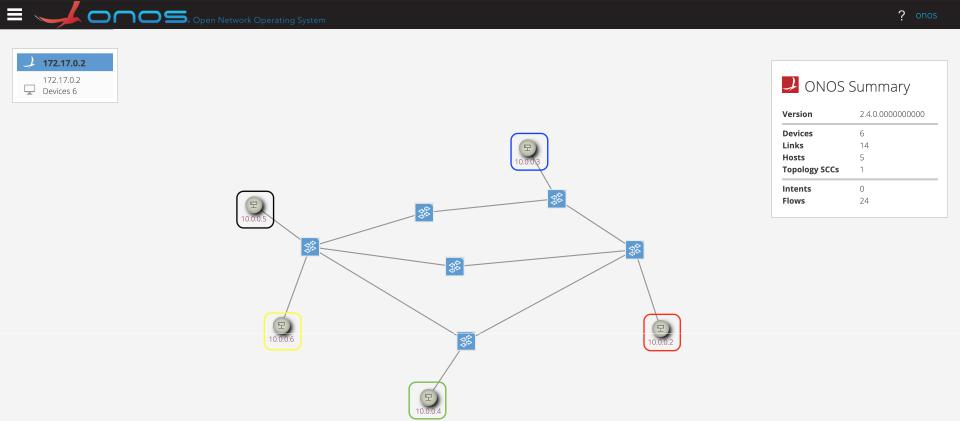 onos. Open Network Operating System
? onos
172.17.0.2
172.17.0.2
Devices 6
ONOS Summary
Version 2.4.0.0000000000
Devices 6
Links 14
Hosts 5
Topology SCCs 1
Intents 0
Flows 24
10.0.0.3
10.0.0.5
10.0.0.6
10.0.0.2
10.0.0.4